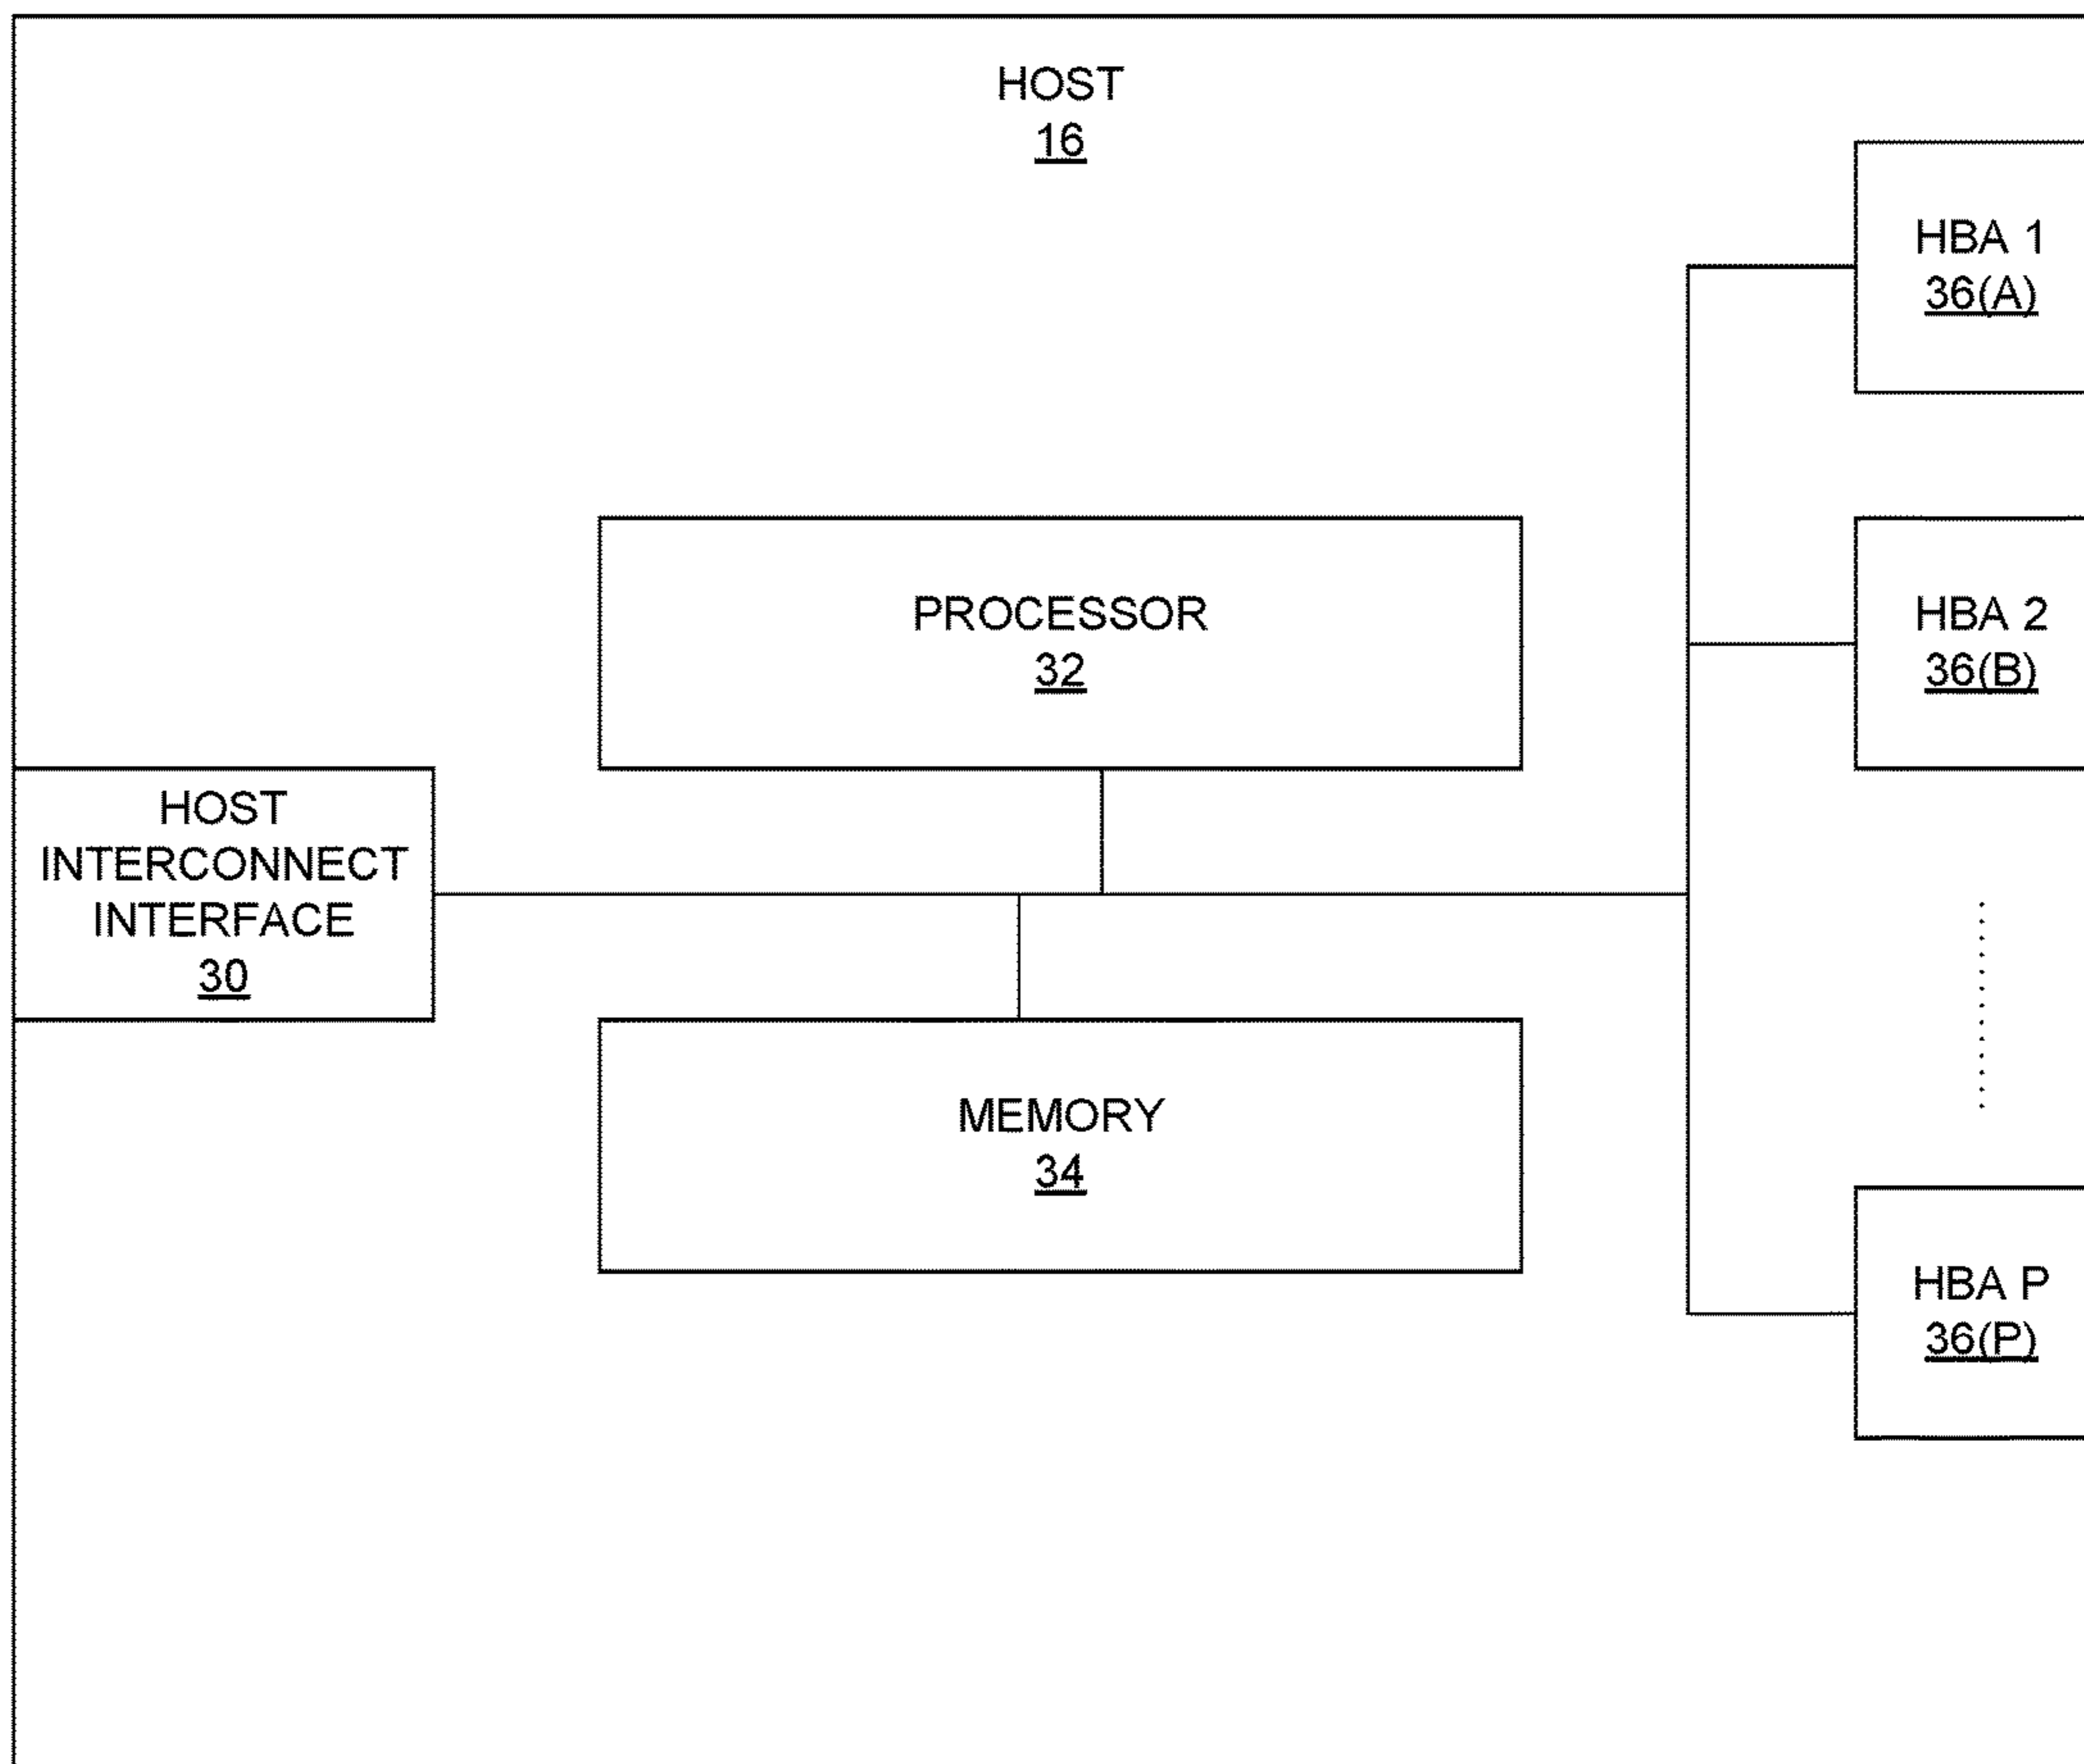 HOST
16
HBA 1
36(A)
PROCESSOR
32
HBA 2
36(B)
HOST
INTERCONNECT
INTERFACE
30
MEMORY
34
HBA P
36(P)